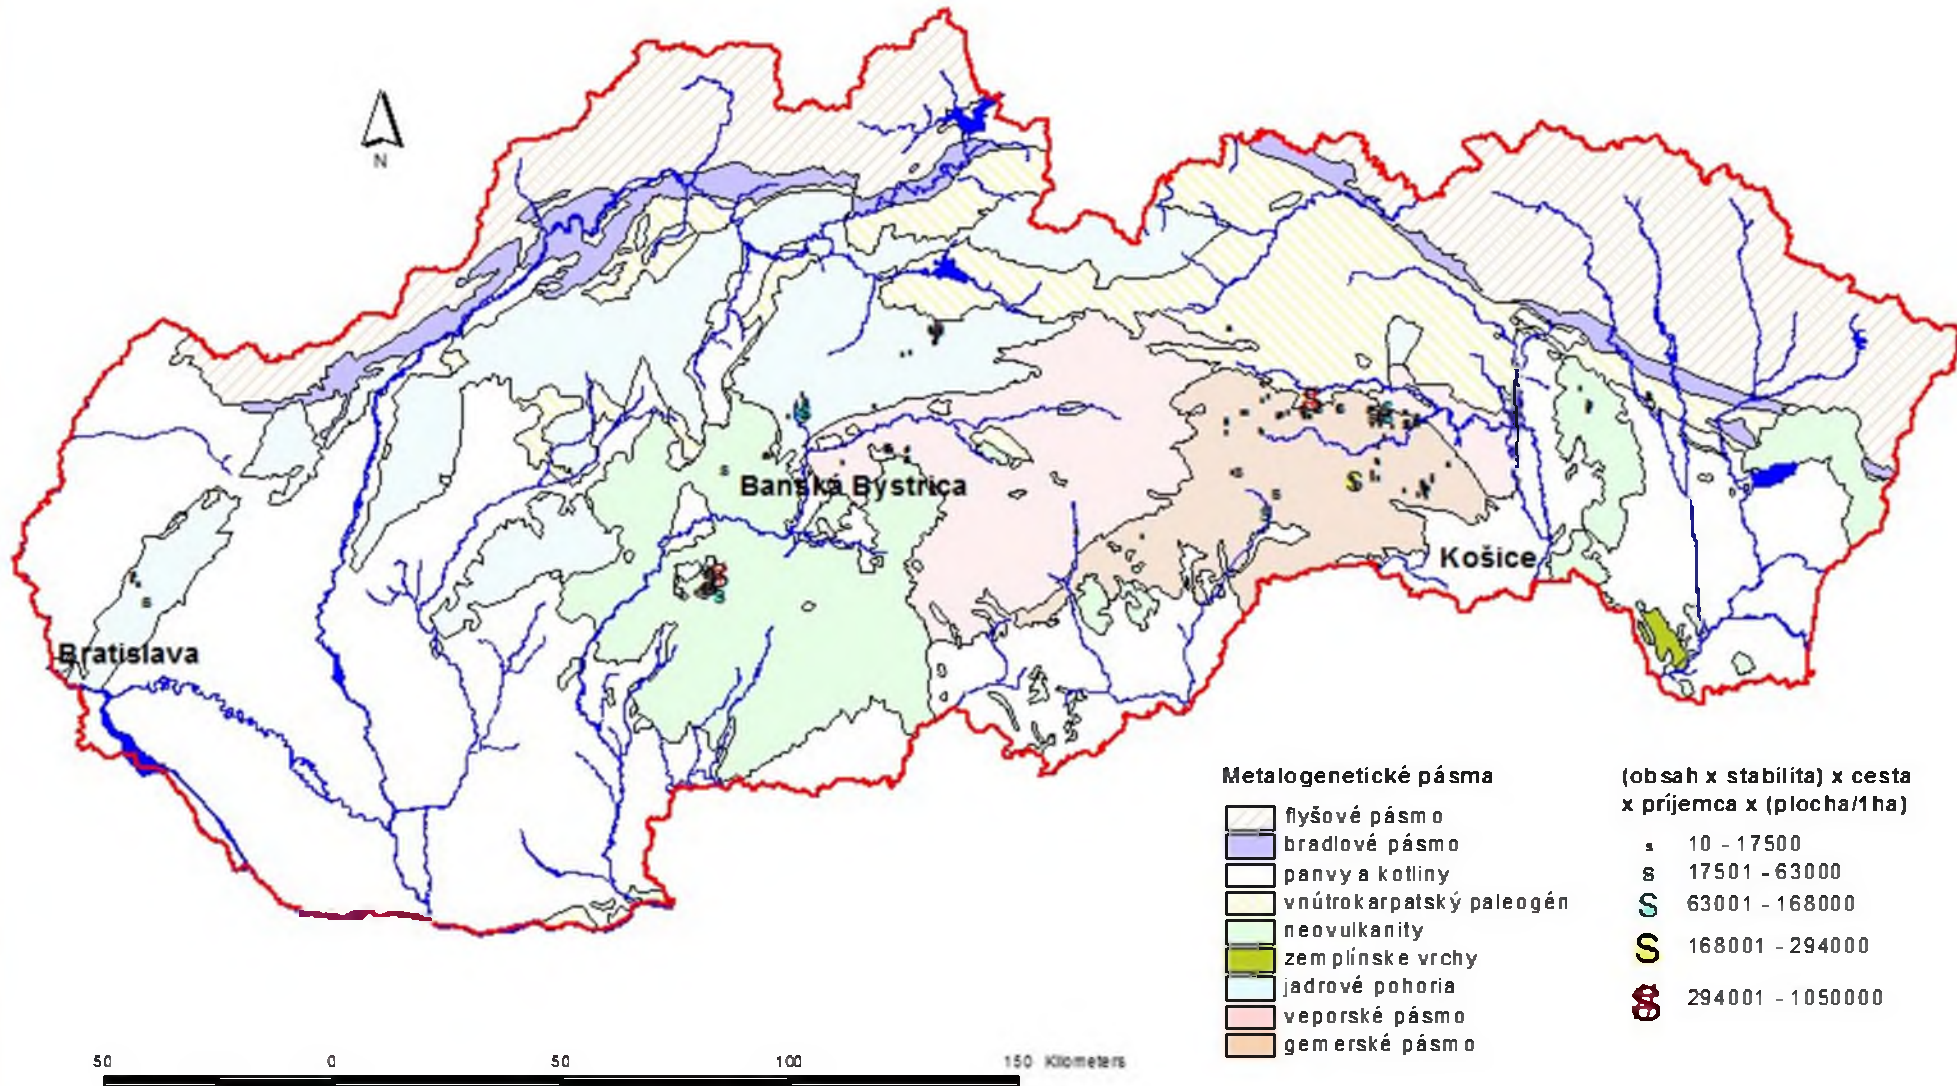 N
Banská Bystrica
Košice
Bratislava
Metalogenetické pásma
flyšové pásmo
bradlové pásmo
panvy a kotliny
vnútrokarpatský paleogén
neovulkanity
zemplínske vrchy
jadrové pohoria
veporské pásmo
gemerské pásmo
(obsah x stabilita) x cesta
x príjemca x (plocha/1ha)
s 10 - 17500
s 17501 - 63000
S 63001 - 168000
S 168001 - 294000
S 294001 - 1050000
50 0 50 100 150 Kilometers